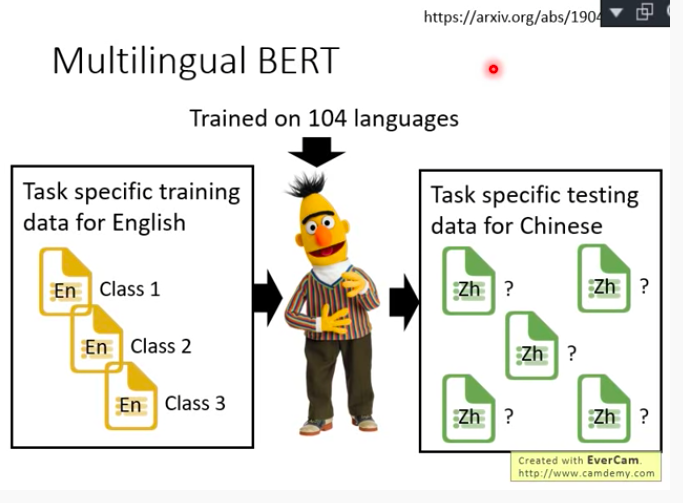 https://arxiv.org/abs/1904
Multilingual BERT
Trained on 104 languages
Task specific training
data for English
En Class 1
En Class 2
En Class 3
Task specific testing
data for Chinese
Zh ? Zh ?
Zh ?
Zh ? Zh ?
Created with EverCam.
http://www.camdemy.com